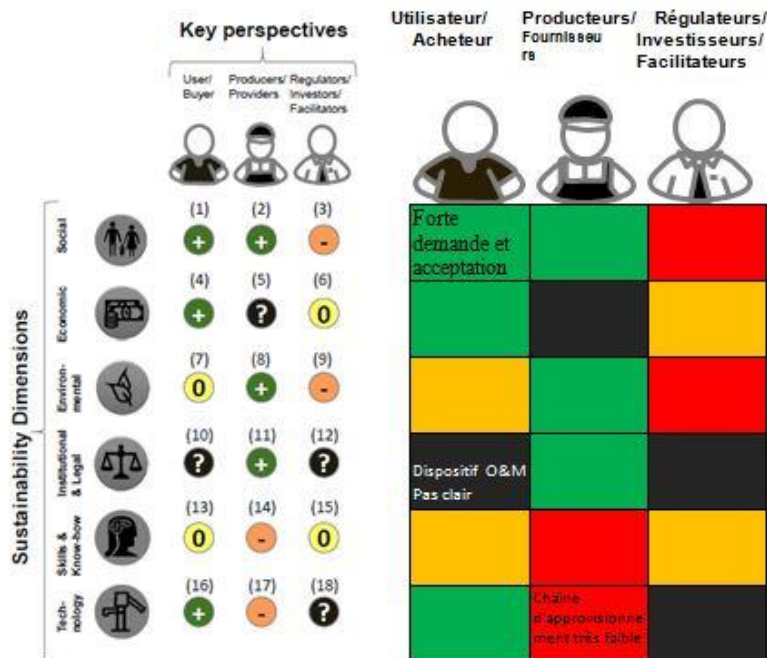 Key perspectives
User/
Buyer
Producers/
Providers
Regulators/
Investors/
Facilitators
Utilisateur/
Acheteur
Producteurs/
Fournisseu
rs
Régulateurs/
Investisseurs/
Facilitateurs
Sustainability Dimensions
Social
(1) (2) (3)
+ + -
Economic
(4) (5) (6)
+ ? 0
Environ-
mental
(7) (8) (9)
0 + -
Institutional
& Legal
(10) (11) (12)
? + ?
Skills &
Know-how
(13) (14) (15)
0 - 0
Tech-
nology
(16) (17) (18)
+ - ?
Forte
demande et
acceptation
Dispositif O&M
Pas clair
Chaîne
d'approvisionne
ment très faible